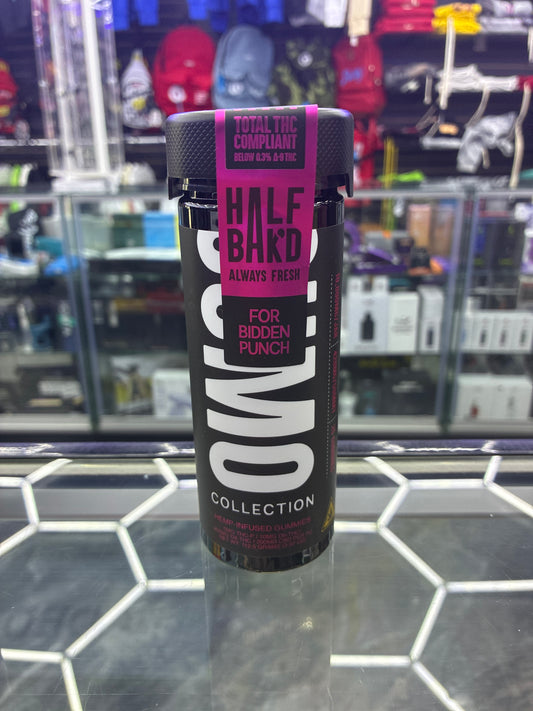 TOTAL THC
COMPLIANT
BELOW 0.3% Δ-9 THC
HALF
BAK'D
ALWAYS FRESH
FOR
BIDDEN
PUNCH
SUMO
COLLECTION
HEMP-INFUSED GUMMIES